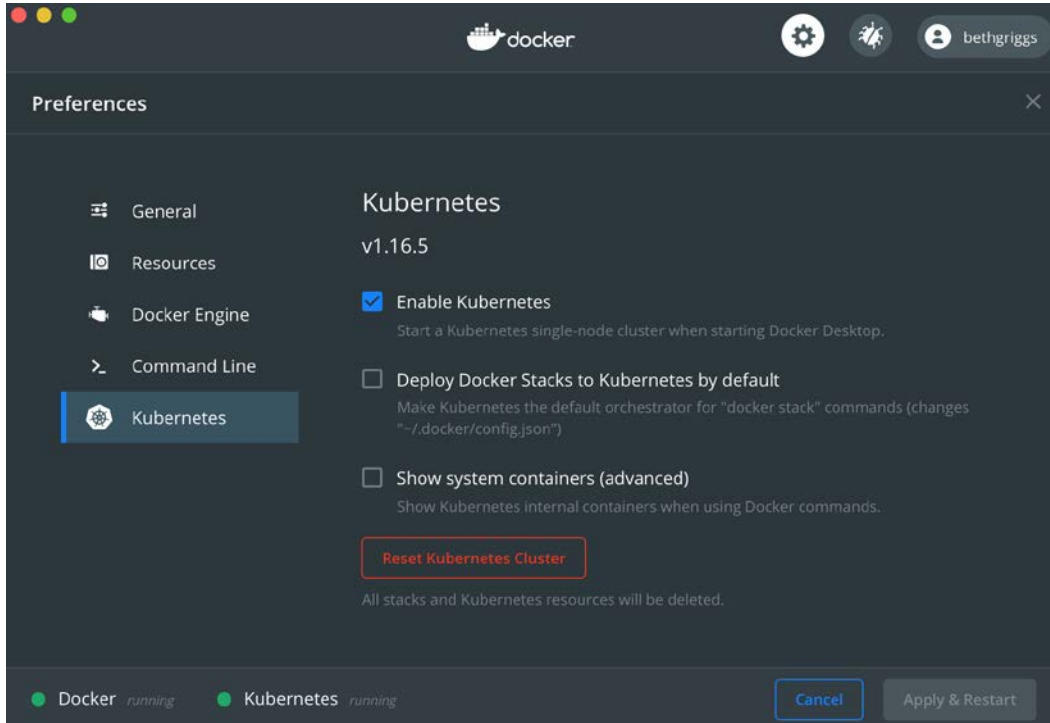 docker
bethgriggs
Preferences
General
Resources
Docker Engine
>_ Command Line
Kubernetes
Kubernetes
v1.16.5
Enable Kubernetes
Start a Kubernetes single-node cluster when starting Docker Desktop.
Deploy Docker Stacks to Kubernetes by default
Make Kubernetes the default orchestrator for "docker stack" commands (changes
"~/.docker/config.json")
Show system containers (advanced)
Show Kubernetes internal containers when using Docker commands.
Reset Kubernetes Cluster
All stacks and Kubernetes resources will be deleted.
Docker running Kubernetes running
Cancel Apply & Restart